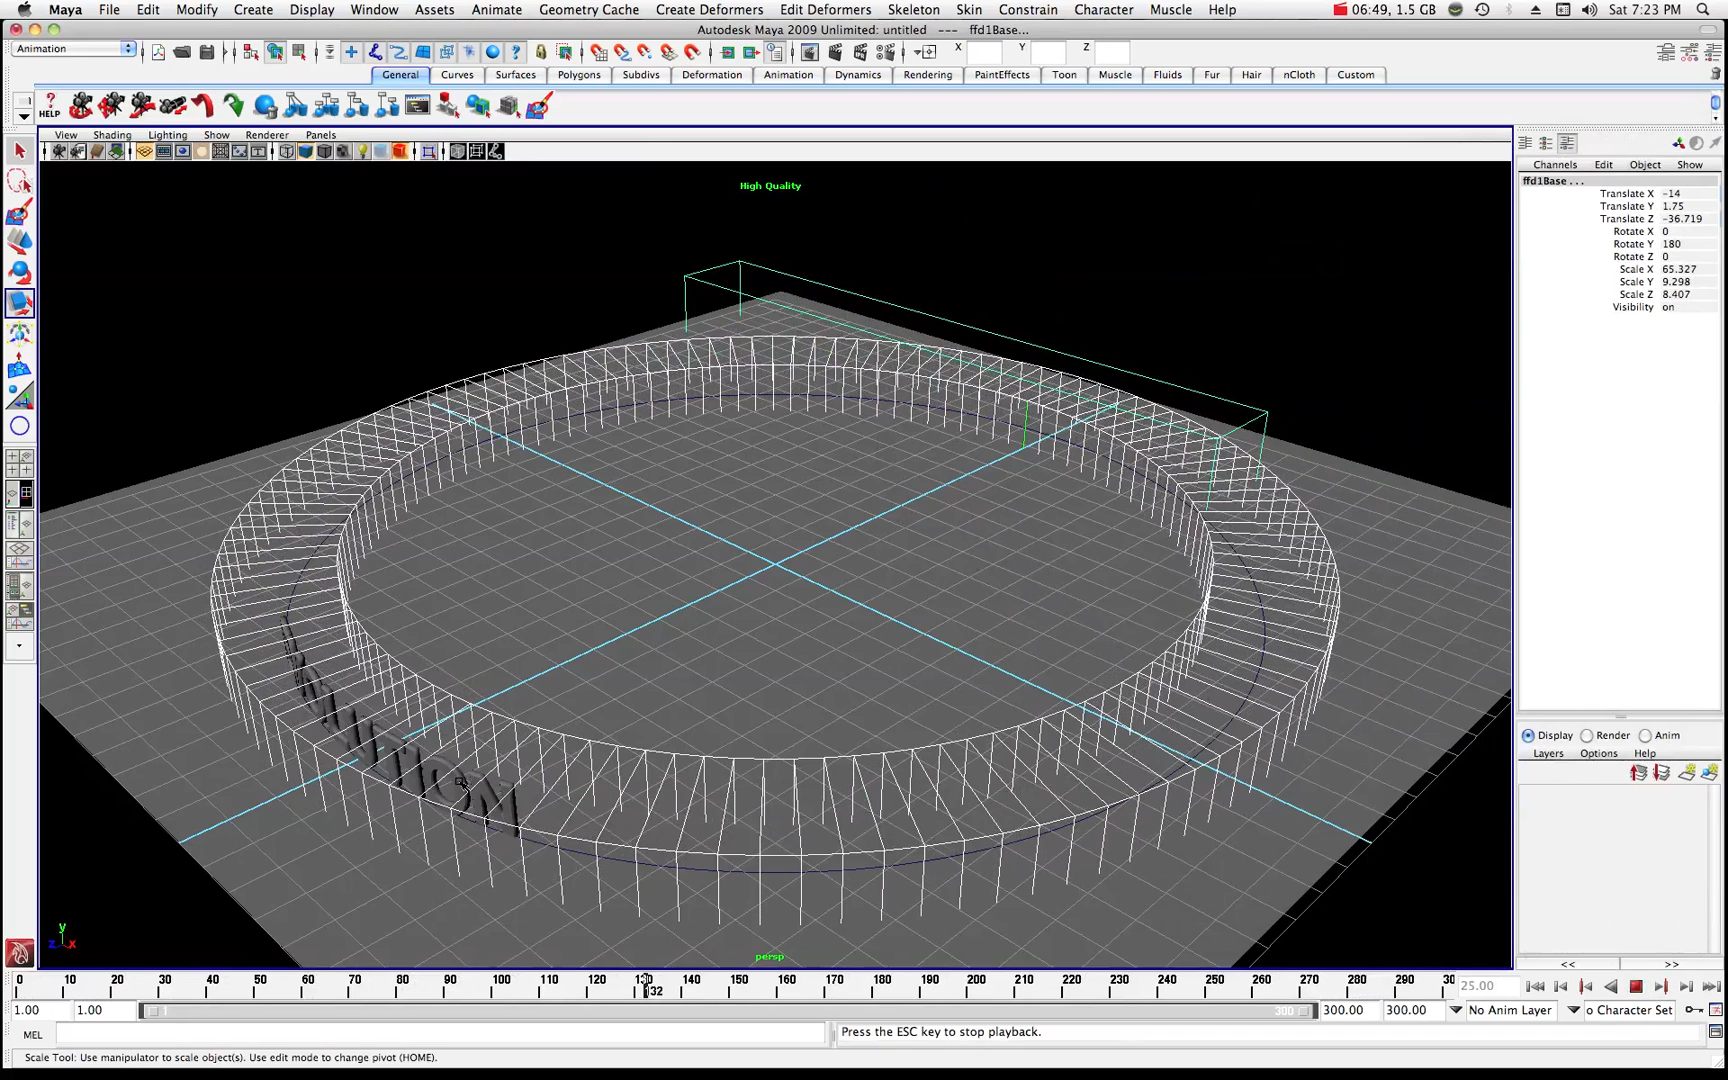 Maya File Edit Modify Create Display Window Assets Animate Geometry Cache Create Deformers Edit Deformers Skeleton Skin Constrain Character Muscle Help 06:49, 1.5 GB Sat 7:23 PM
Autodesk Maya 2009 Unlimited: untitled --- ffd1Base...
Animation X Y Z
General Curves Surfaces Polygons Subdivs Deformation Animation Dynamics Rendering PaintEffects Toon Muscle Fluids Fur Hair nCloth Custom
? HELP
View Shading Lighting Show Renderer Panels
Channels Edit Object Show
High Quality
ffd1Base ...
Translate X -14
Translate Y 1.75
Translate Z -36.719
Rotate X 0
Rotate Y 180
Rotate Z 0
Scale X 65.327
Scale Y 9.298
Scale Z 8.407
Visibility on
Display Render Anim
Layers Options Help
y
z x
persp
<< >>
0 10 20 30 40 50 60 70 80 90 100 110 120 130 140 150 160 170 180 190 200 210 220 230 240 250 260 270 280 290 30
132
25.00
1.00 1.00 1 300 300.00 300.00 No Anim Layer o Character Set
MEL Press the ESC key to stop playback.
Scale Tool: Use manipulator to scale object(s). Use edit mode to change pivot (HOME).